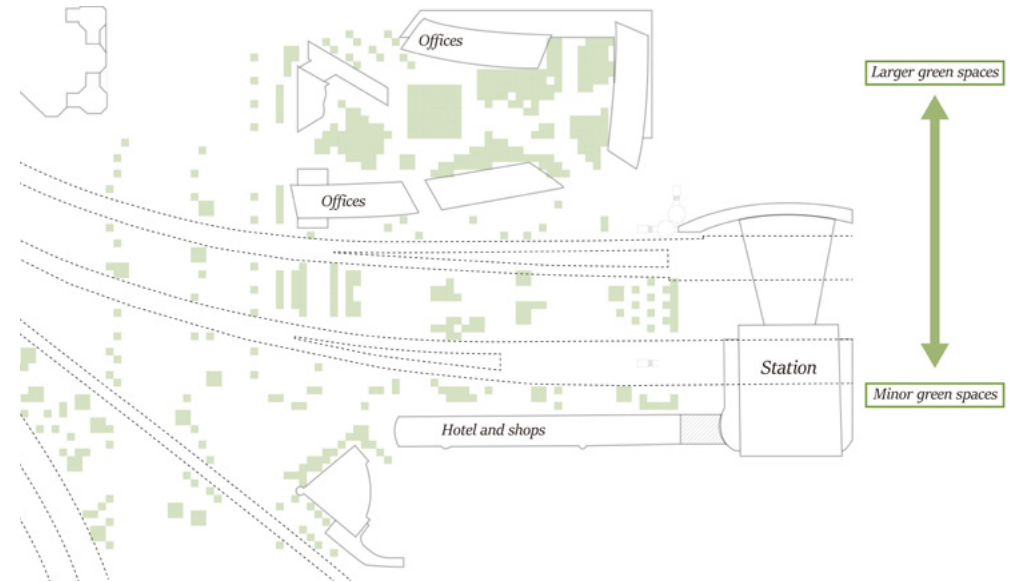 Offices
Larger green spaces
Offices
Station
Minor green spaces
Hotel and shops